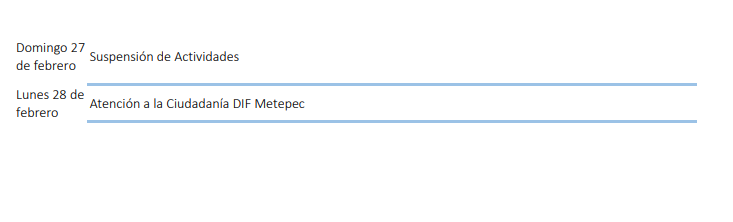 Domingo 27
de febrero
Suspensión de Actividades
Lunes 28 de
febrero
Atención a la Ciudadanía DIF Metepec